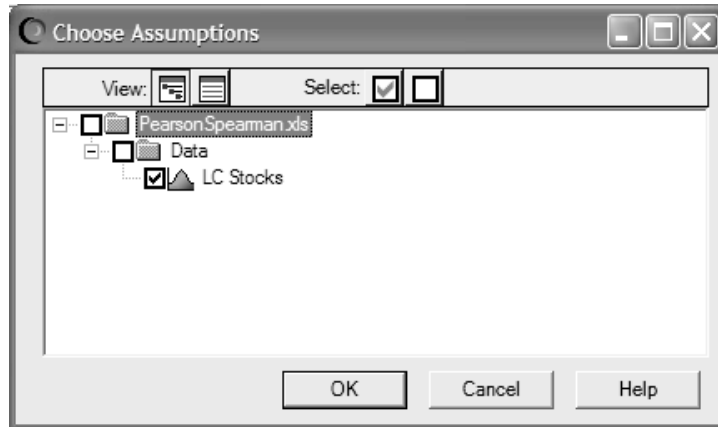 Choose Assumptions
View: Select:
PearsonSpearman.xls
Data
LC Stocks
OK Cancel Help